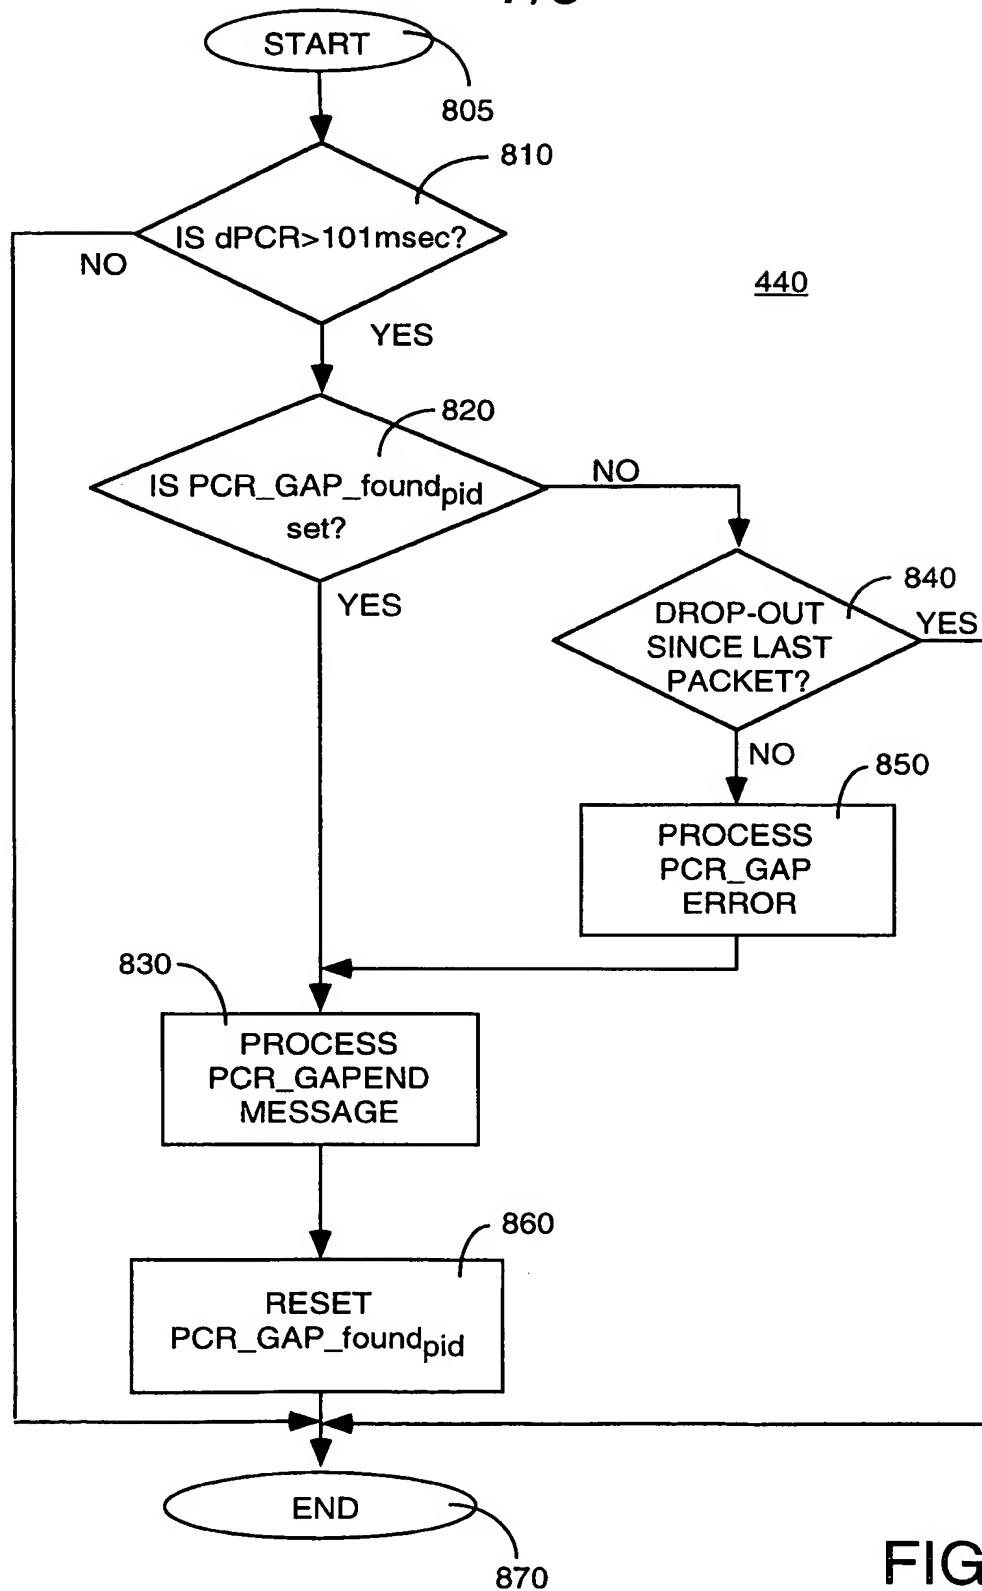 START
805
810
IS dPCR>101msec?
NO
440
YES
820
IS PCR_GAP_foundpid
set?
NO
YES
840
DROP-OUT
SINCE LAST
PACKET?
YES
NO
850
PROCESS
PCR_GAP
ERROR
830
PROCESS
PCR_GAPEND
MESSAGE
860
RESET
PCR_GAP_foundpid
END
870
FIG